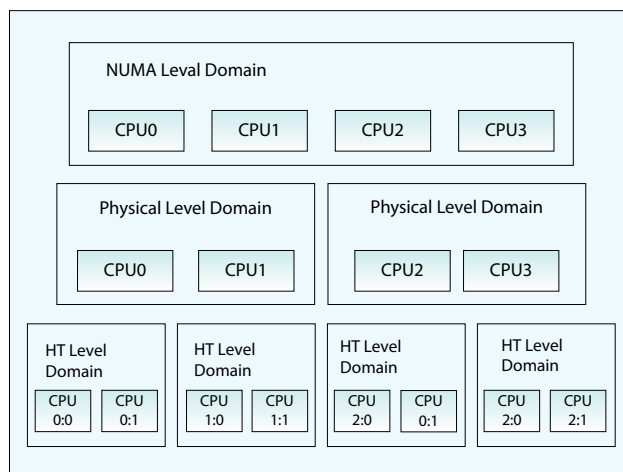 NUMA Leval Domain
CPU0 CPU1 CPU2 CPU3
Physical Level Domain
CPU0 CPU1
Physical Level Domain
CPU2 CPU3
HT Level
Domain
CPU
0:0
CPU
0:1
HT Level
Domain
CPU
1:0
CPU
1:1
HT Level
Domain
CPU
2:0
CPU
0:1
HT Level
Domain
CPU
2:0
CPU
2:1